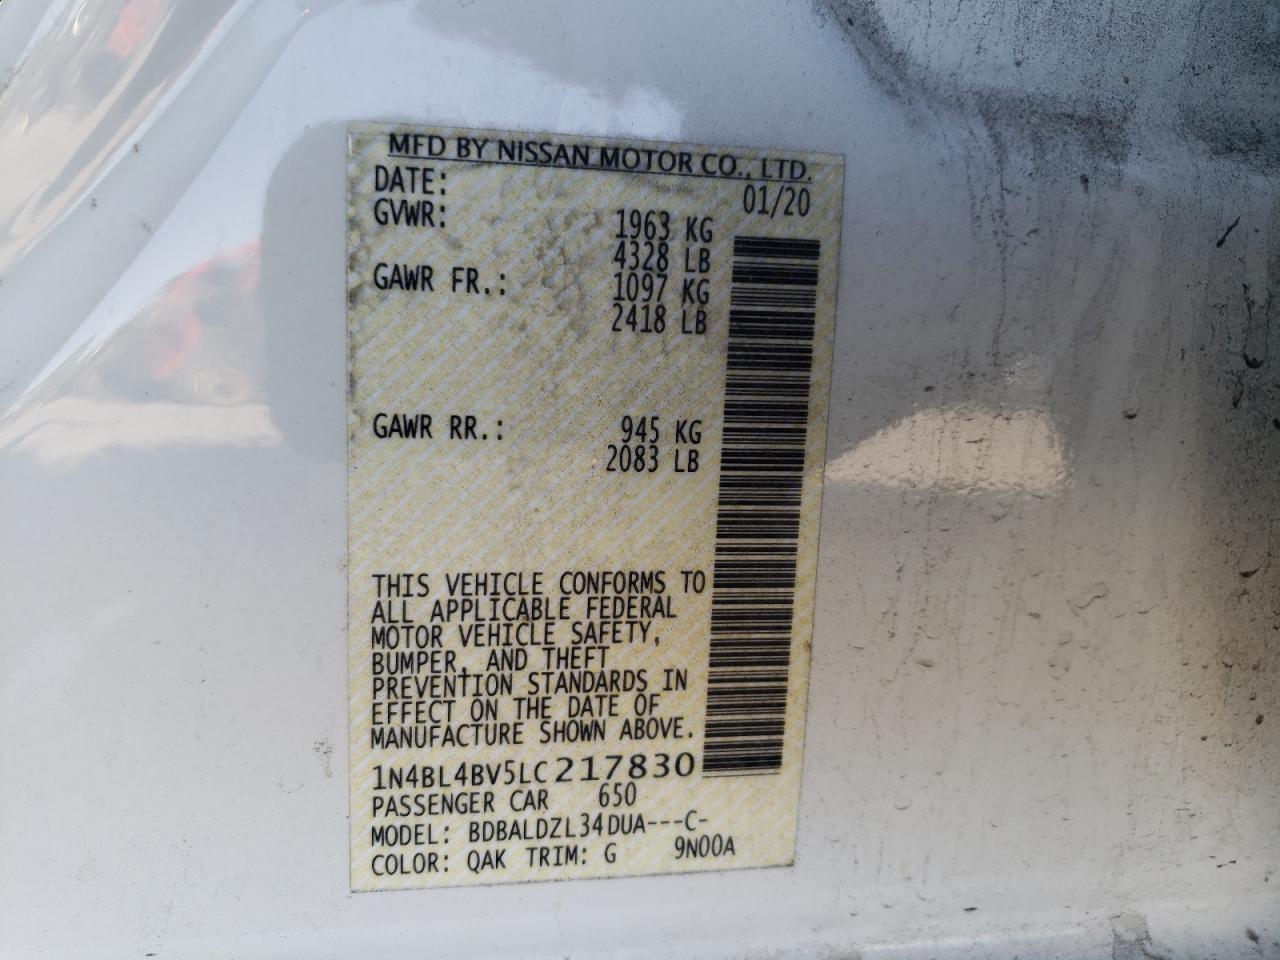 MFD BY NISSAN MOTOR CO., LTD.
DATE: 01/20
GVWR: 1963 KG
4328 LB
GAWR FR.: 1097 KG
2418 LB
GAWR RR.: 945 KG
2083 LB
THIS VEHICLE CONFORMS TO
ALL APPLICABLE FEDERAL
MOTOR VEHICLE SAFETY,
BUMPER, AND THEFT
PREVENTION STANDARDS IN
EFFECT ON THE DATE OF
MANUFACTURE SHOWN ABOVE.
1N4BL4BV5LC217830
PASSENGER CAR 650
MODEL: BDBALDZL34DUA---C-
COLOR: QAK TRIM: G 9N00A